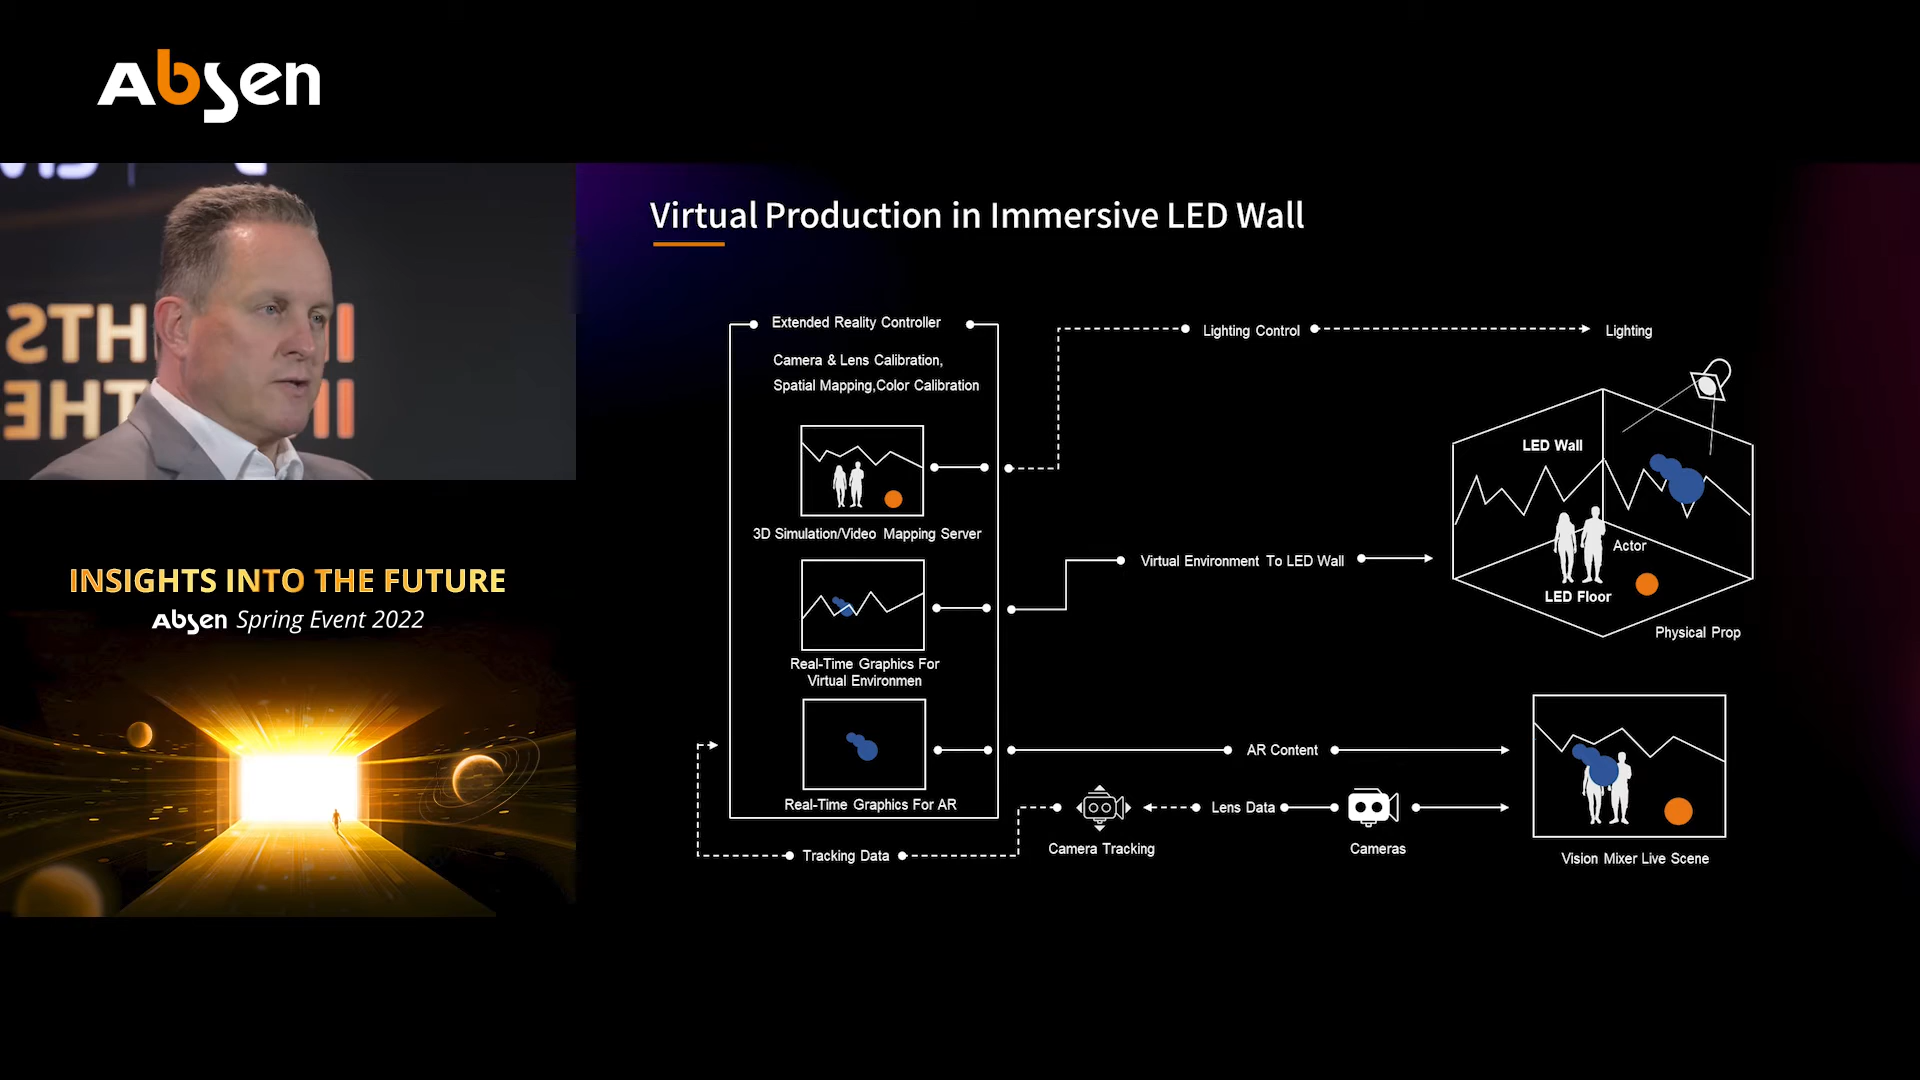 Absen
STH
THE
INSIGHTS INTO THE FUTURE
Absen Spring Event 2022
Virtual Production in Immersive LED Wall
Extended Reality Controller
Camera & Lens Calibration,
Spatial Mapping,Color Calibration
3D Simulation/Video Mapping Server
Real-Time Graphics For
Virtual Environmen
Real-Time Graphics For AR
Lighting Control
Lighting
LED Wall
Actor
LED Floor
Physical Prop
Virtual Environment To LED Wall
AR Content
Lens Data
Camera Tracking
Cameras
Tracking Data
Vision Mixer Live Scene